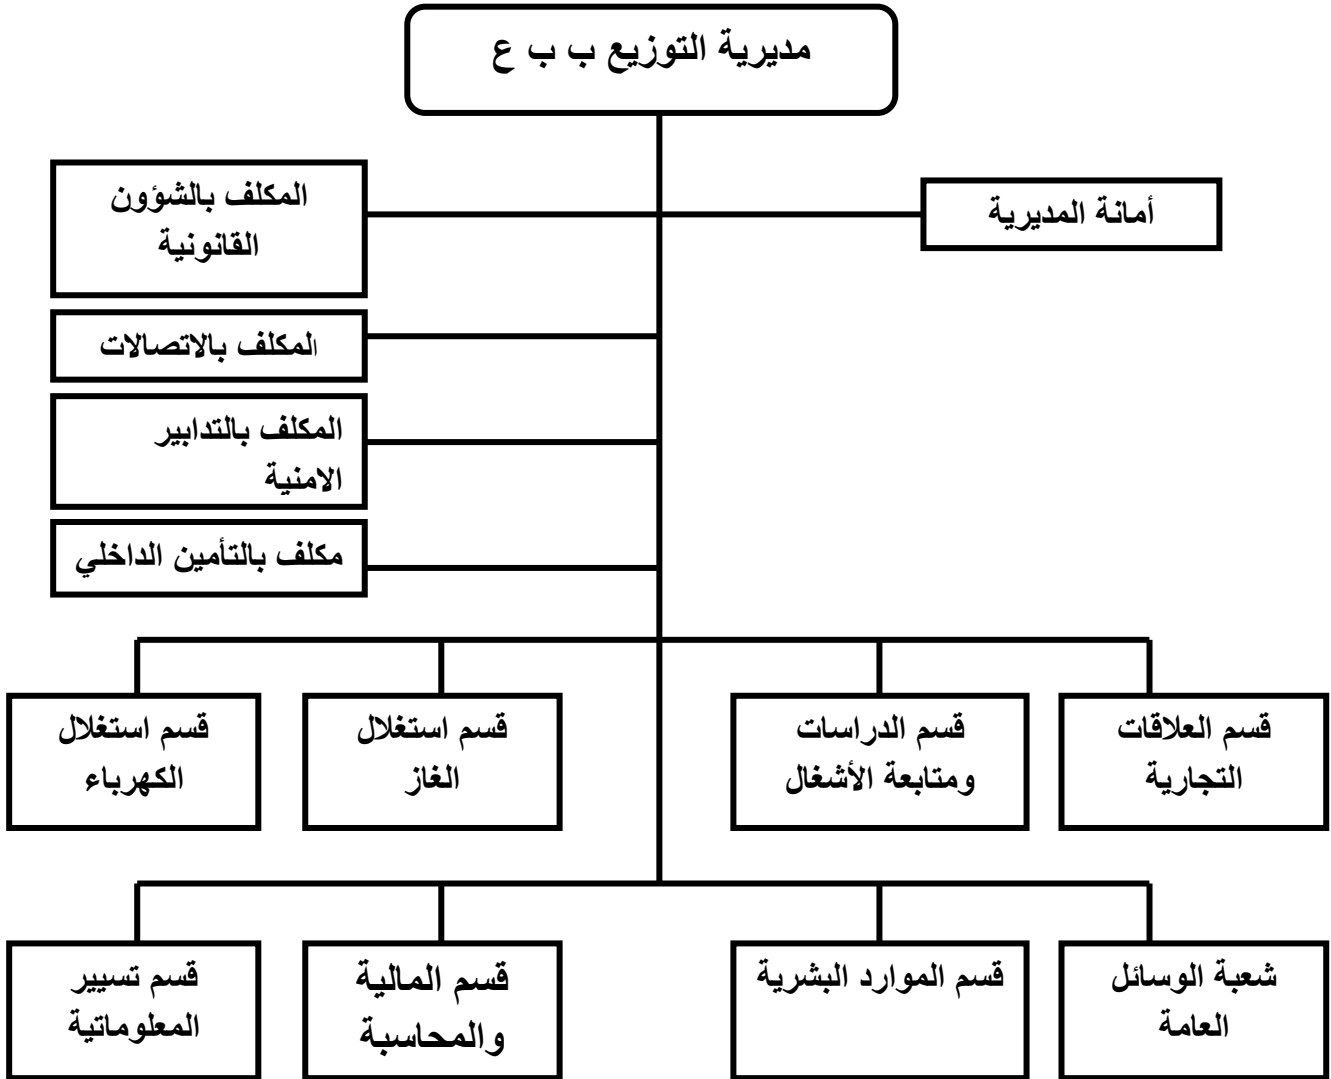 مديرية التوزيع ب ب ع
أمانة المديرية
المكلف بالشؤون
القانونية
المكلف بالاتصالات
المكلف بالتدابير
الامنية
مكلف بالتأمين الداخلي
قسم العلاقات
التجارية
قسم الدراسات
ومتابعة الأشغال
قسم استغلال
الغاز
قسم استغلال
الكهرباء
شعبة الوسائل
العامة
قسم الموارد البشرية
قسم المالية
والمحاسبة
قسم تسيير
المعلوماتية